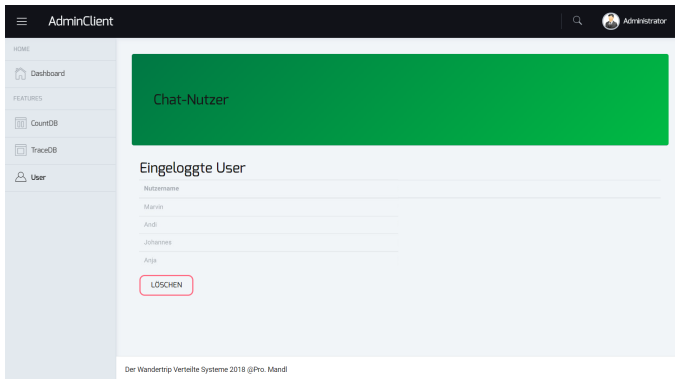 AdminClient
Administrator
HOME
Dashboard
FEATURES
CountDB
TraceDB
User
Chat-Nutzer
Eingeloggte User
Nutzername
Marvin
Andi
Johannes
Anja
LÖSCHEN
Der Wandertrip Verteilte Systeme 2018 @Pro. Mandl